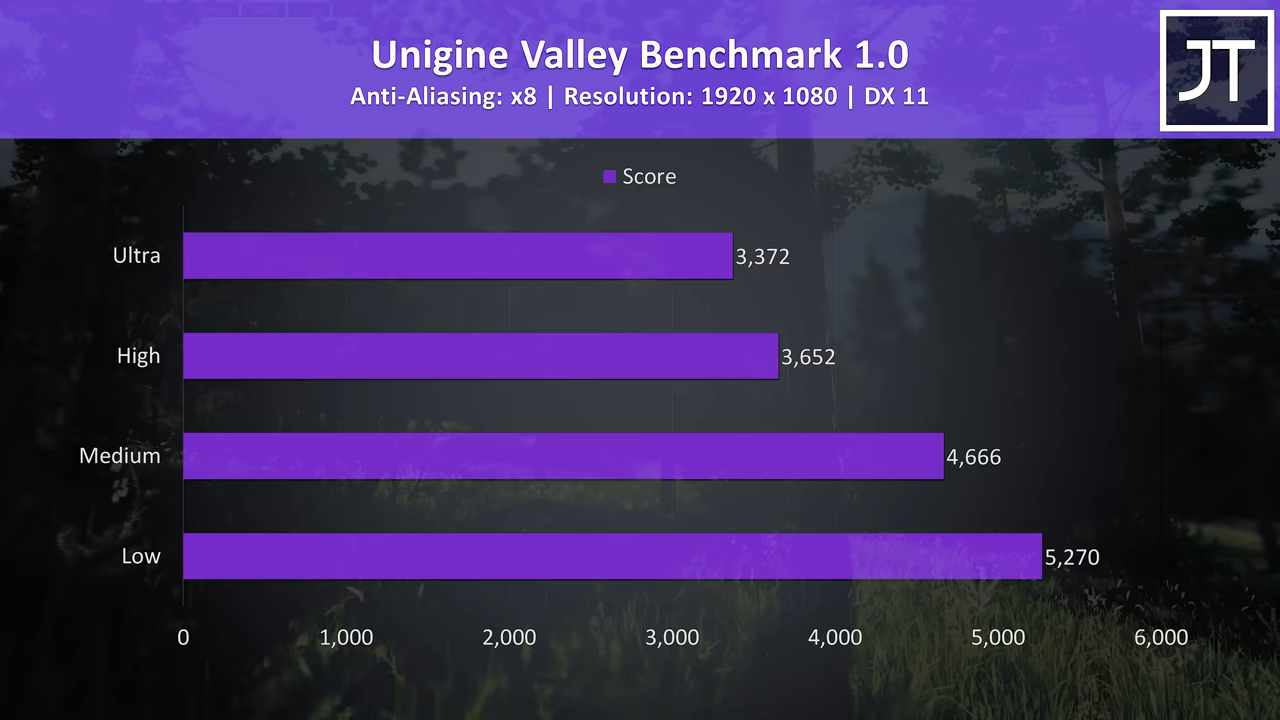 Unigine Valley Benchmark 1.0
Anti-Aliasing: x8 | Resolution: 1920 x 1080 | DX 11
JT
Score
Ultra 3,372
High 3,652
Medium 4,666
Low 5,270
0 1,000 2,000 3,000 4,000 5,000 6,000